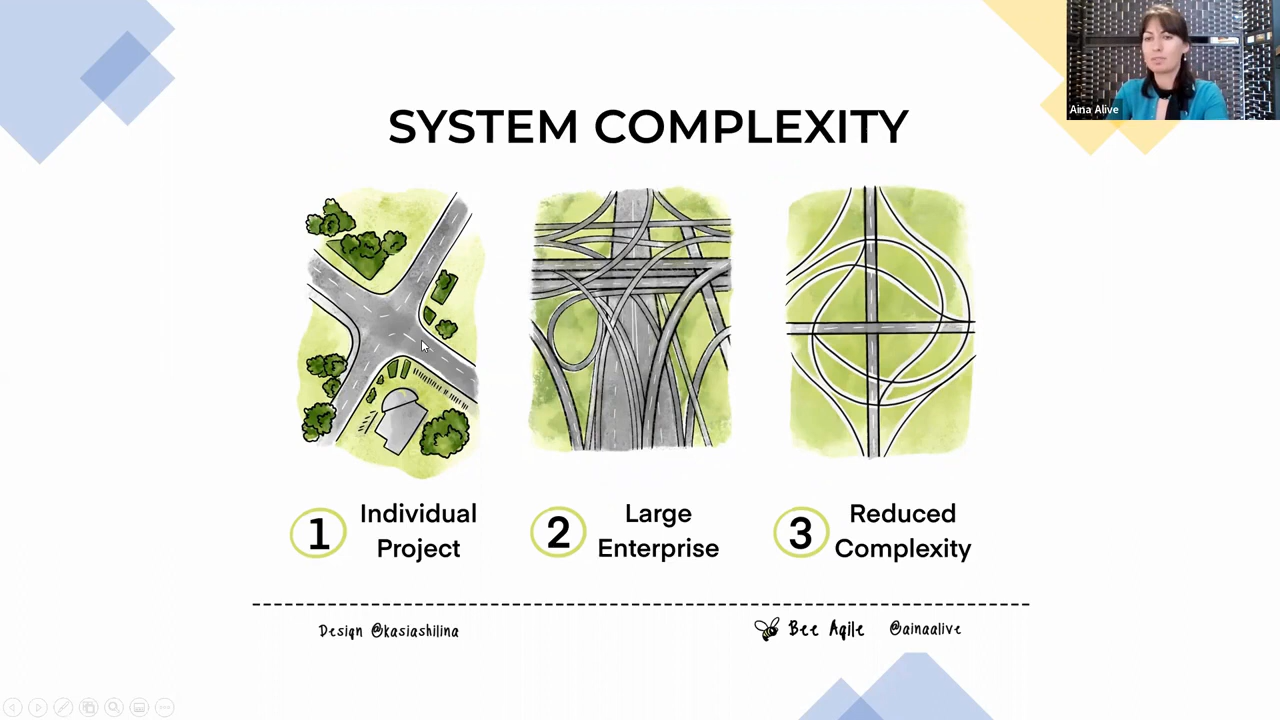 Aina Alive
SYSTEM COMPLEXITY
1
Individual
Project
2
Large
Enterprise
3
Reduced
Complexity
Design @kasiashilina
Bee Agile
@ainaalive